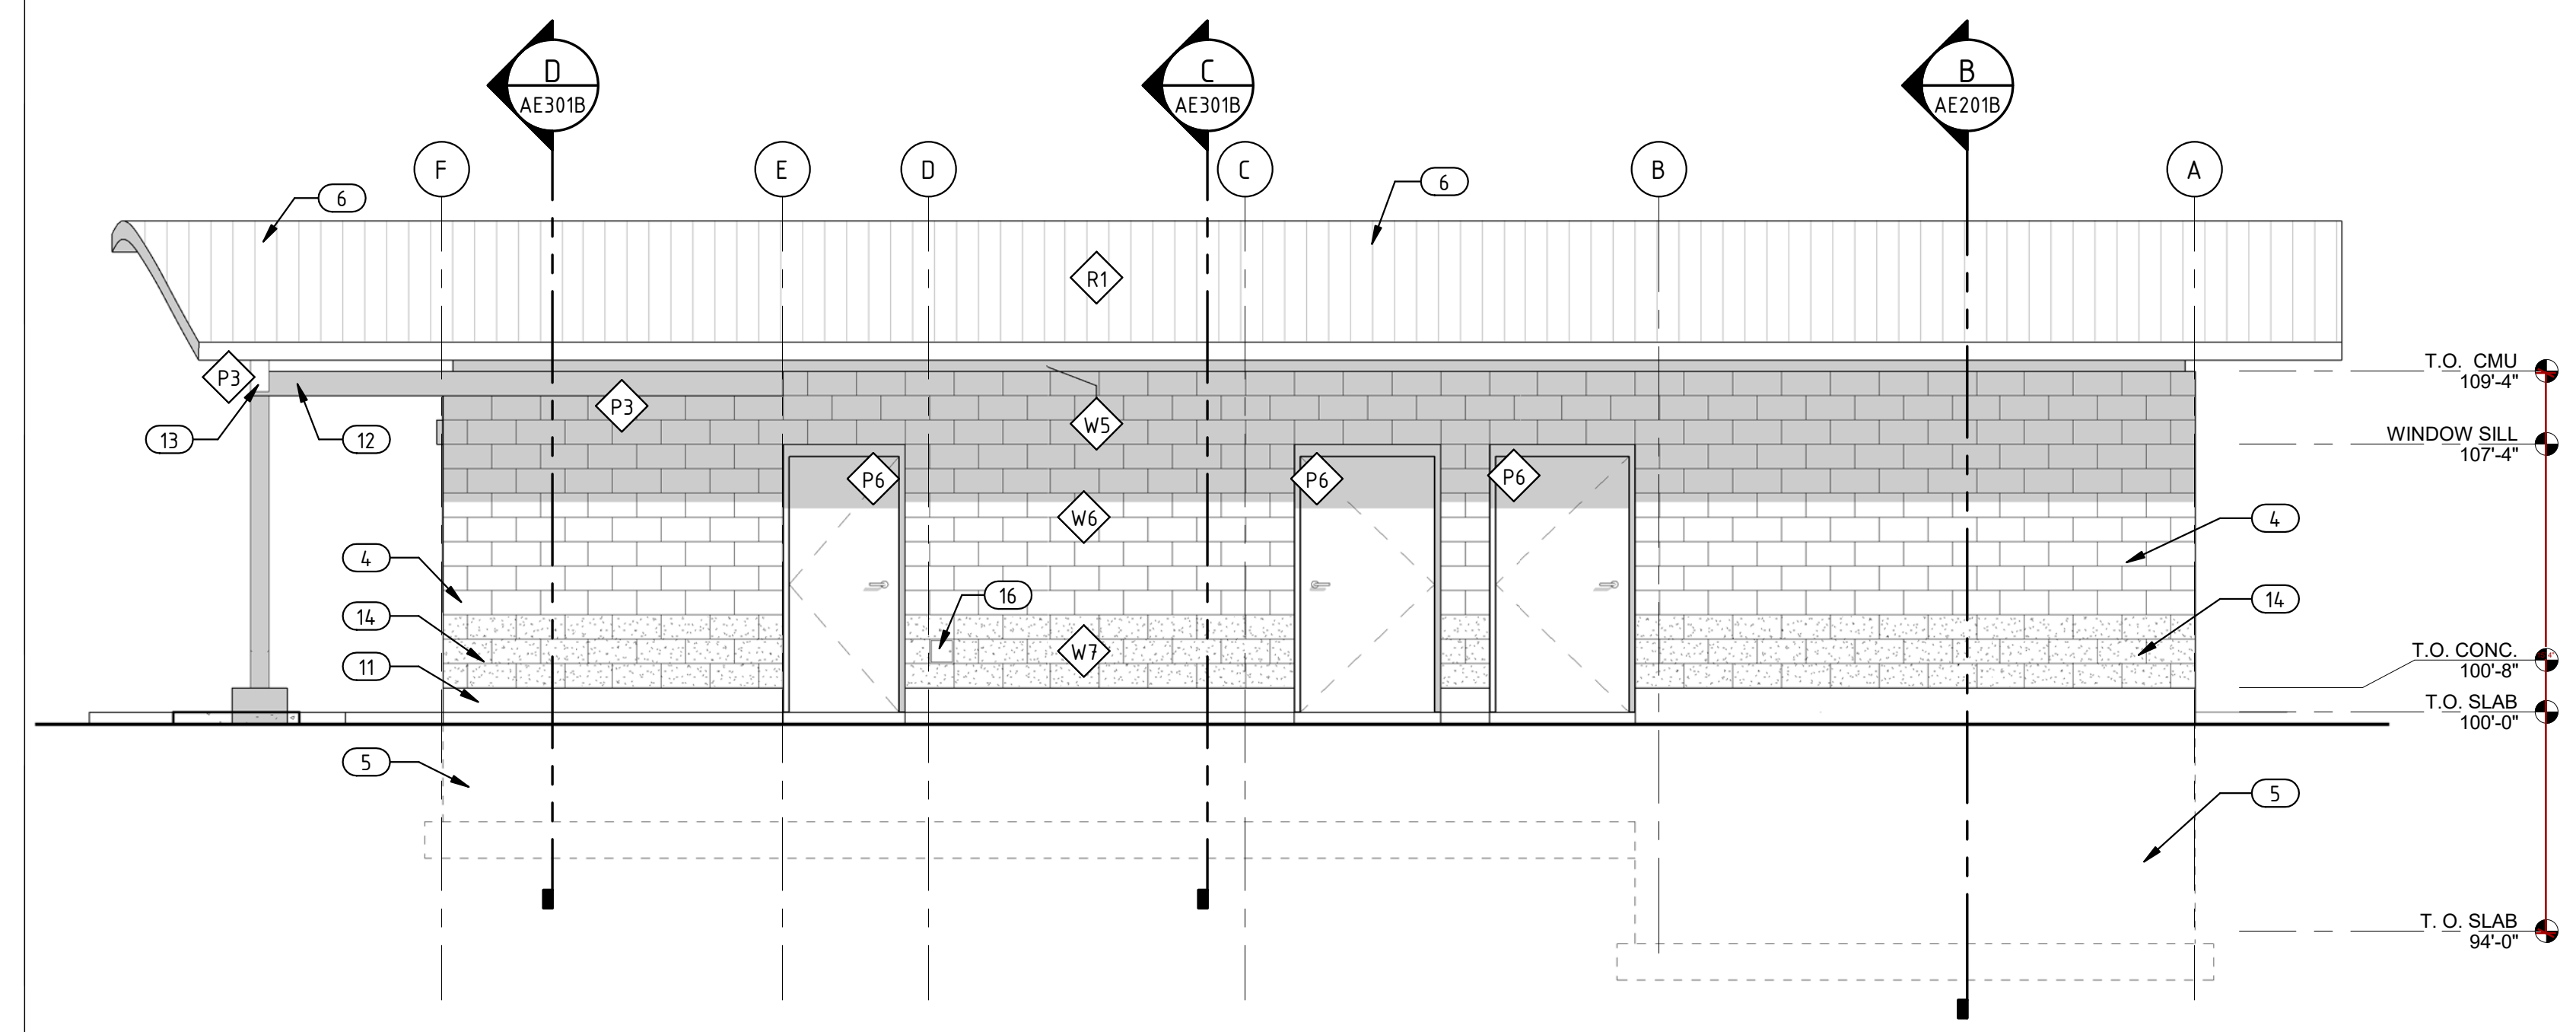 D
AE301B
C
AE301B
B
AE201B
F
E
D
C
B
A
6
6
R1
T.O. CMU
109'-4"
P3
P3
W5
13
12
WINDOW SILL
107'-4"
P6
P6
P6
W6
4
4
16
14
14
W7
11
T.O. CONC.
100'-8"
T.O. SLAB
100'-0"
5
5
T. O. SLAB
94'-0"